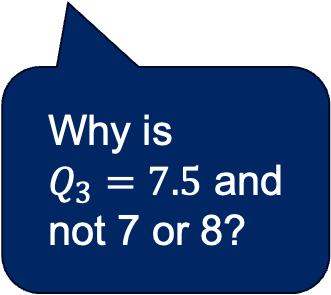 Why is
Q₃ = 7.5 and
not 7 or 8?